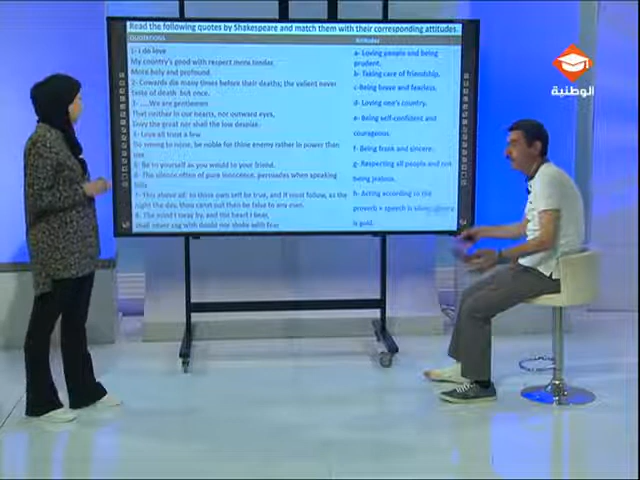 Read the following quotes by Shakespeare and match them with their corresponding attitudes.
QUOTATIONS
Attitudes
1- I do love
My country's good with respect more tender,
More holy and profound.
2- Cowards die many times before their deaths; the valient never
taste of death but once.
3- .....We are gentlemen
That neither in our hearts, nor outward eyes,
Envy the great nor shell the low despise.
Love all trust a few
Do wrong to none, be noble for thine enemy rather in power than
use
5- Be to yourself as you would to your friend.
6- The silence often of pure innocence, persuades when speaking
fails
7- This above all: to thine own self be true, and it must follow, as the
night the day, thou canst not then be false to any man.
8- The mind I sway by, and the heart I bear,
Shall never sag with doubt nor shake with fear
a- Loving people and being
prudent.
b- Taking care of friendship.
c-Being brave and fearless.
d- Loving one's country.
e- Being self-confident and
courageous.
f- Being frank and sincere.
g- Respecting all people and not
being jealous.
h- Acting according to the
proverb « speech is silver, silence
is gold.
الوطنية